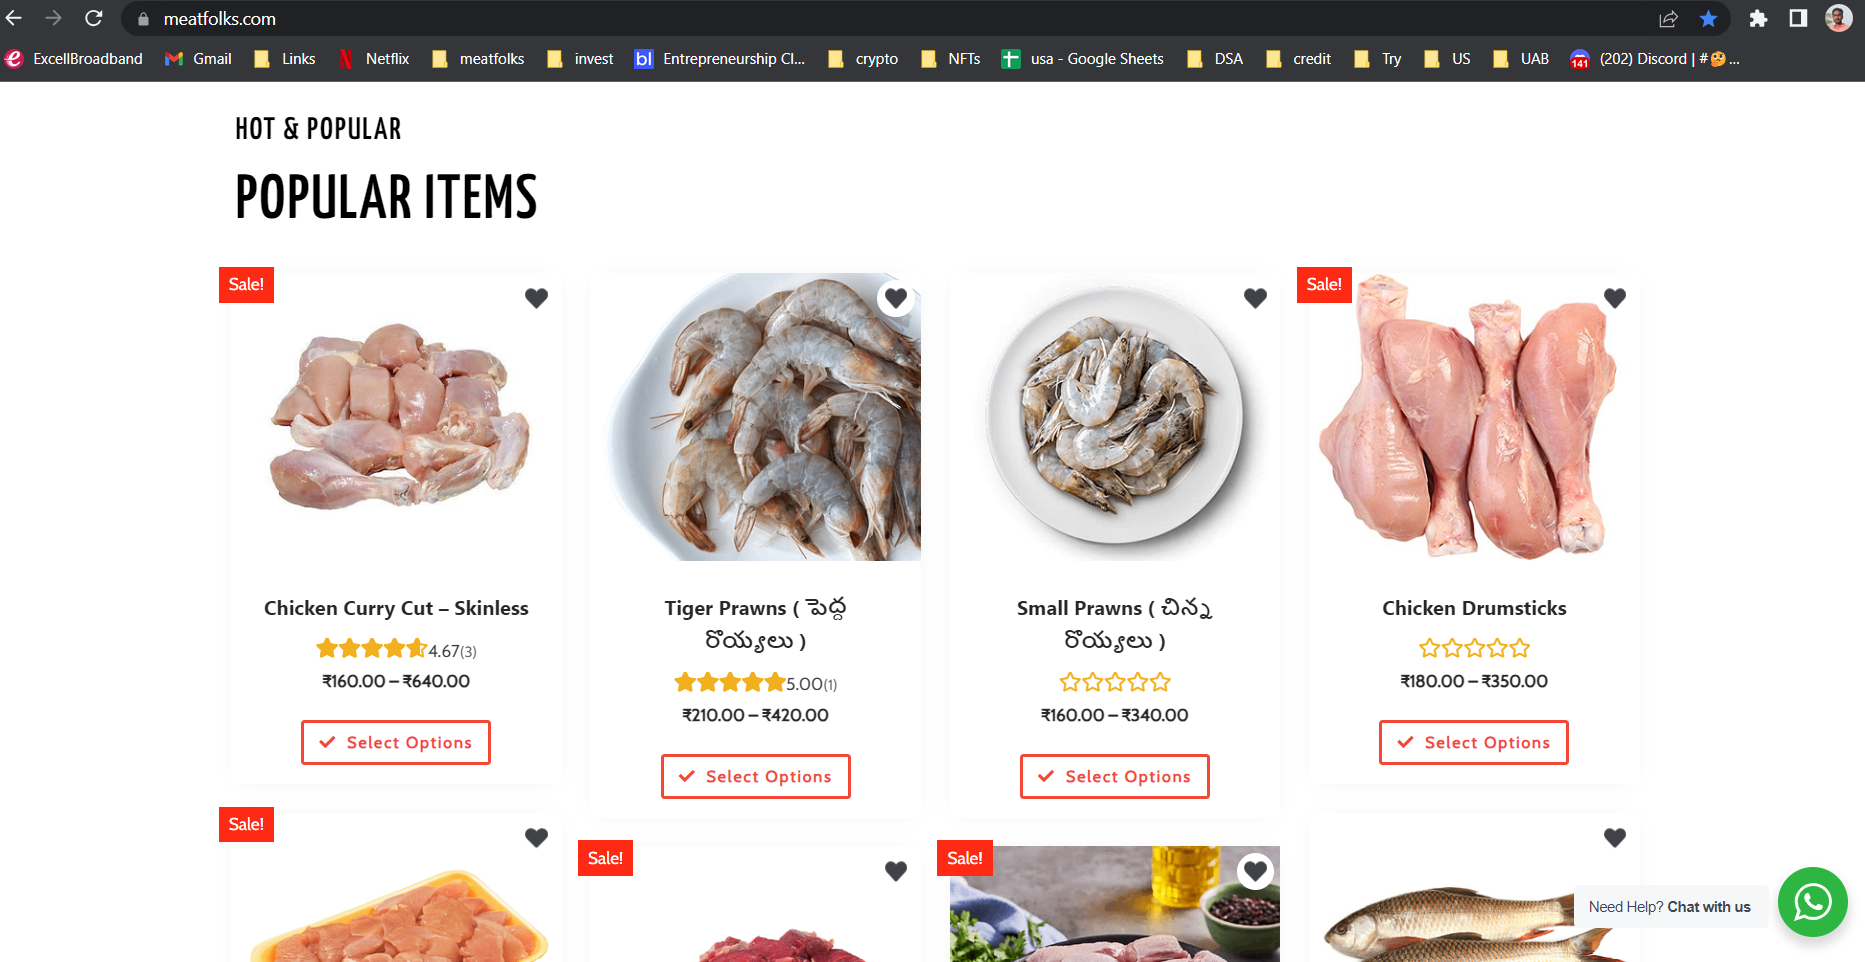 meatfolks.com
ExcellBroadband
Gmail
Links
Netflix
meatfolks
invest
bl
Entrepreneurship Cl...
crypto
NFTs
usa - Google Sheets
DSA
credit
Try
US
UAB
141
(202) Discord | #🤔...
HOT & POPULAR
POPULAR ITEMS
Sale!
Chicken Curry Cut – Skinless
4.67(3)
₹160.00 – ₹640.00
Select Options
Tiger Prawns ( పెద్ద
రొయ్యలు )
5.00(1)
₹210.00 – ₹420.00
Select Options
Small Prawns ( చిన్న
రొయ్యలు )
₹160.00 – ₹340.00
Select Options
Sale!
Chicken Drumsticks
₹180.00 – ₹350.00
Select Options
Sale!
Sale!
Sale!
Need Help? Chat with us